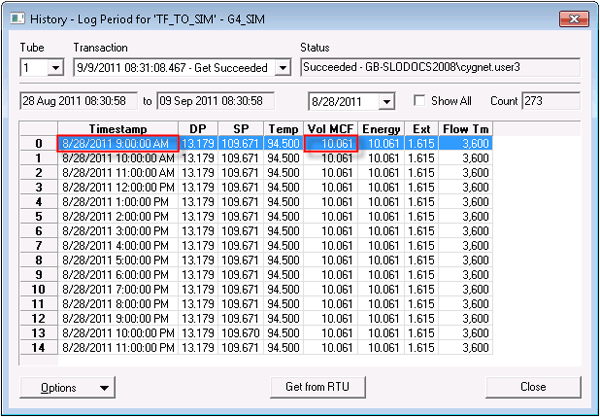 History - Log Period for 'TF_TO_SIM' - G4_SIM
Tube Transaction Status
1 9/9/2011 08:31:08.467 - Get Succeeded Succeeded - GB-SLODOCS2008\cygnet.user3
28 Aug 2011 08:30:58 to 09 Sep 2011 08:30:58 8/28/2011 Show All Count 273
Timestamp DP SP Temp Vol MCF Energy Ext Flow Tm
0 8/28/2011 9:00:00 AM 13.179 109.671 94.500 10.061 10.061 1.615 3,600
1 8/28/2011 10:00:00 AM 13.179 109.671 94.500 10.061 10.061 1.615 3,600
2 8/28/2011 11:00:00 AM 13.179 109.671 94.500 10.061 10.061 1.615 3,600
3 8/28/2011 12:00:00 PM 13.179 109.671 94.500 10.061 10.061 1.615 3,600
4 8/28/2011 1:00:00 PM 13.179 109.671 94.500 10.061 10.061 1.615 3,600
5 8/28/2011 2:00:00 PM 13.179 109.671 94.500 10.061 10.061 1.615 3,600
6 8/28/2011 3:00:00 PM 13.179 109.671 94.500 10.061 10.061 1.615 3,600
7 8/28/2011 4:00:00 PM 13.179 109.671 94.500 10.061 10.061 1.615 3,600
8 8/28/2011 5:00:00 PM 13.179 109.671 94.500 10.061 10.061 1.615 3,600
9 8/28/2011 6:00:00 PM 13.179 109.671 94.500 10.061 10.061 1.615 3,600
10 8/28/2011 7:00:00 PM 13.179 109.671 94.500 10.061 10.061 1.615 3,600
11 8/28/2011 8:00:00 PM 13.179 109.671 94.500 10.061 10.061 1.615 3,600
12 8/28/2011 9:00:00 PM 13.179 109.671 94.500 10.061 10.061 1.615 3,600
13 8/28/2011 10:00:00 PM 13.179 109.670 94.500 10.061 10.061 1.615 3,600
14 8/28/2011 11:00:00 PM 13.179 109.671 94.500 10.061 10.061 1.615 3,600
Options Get from RTU Close